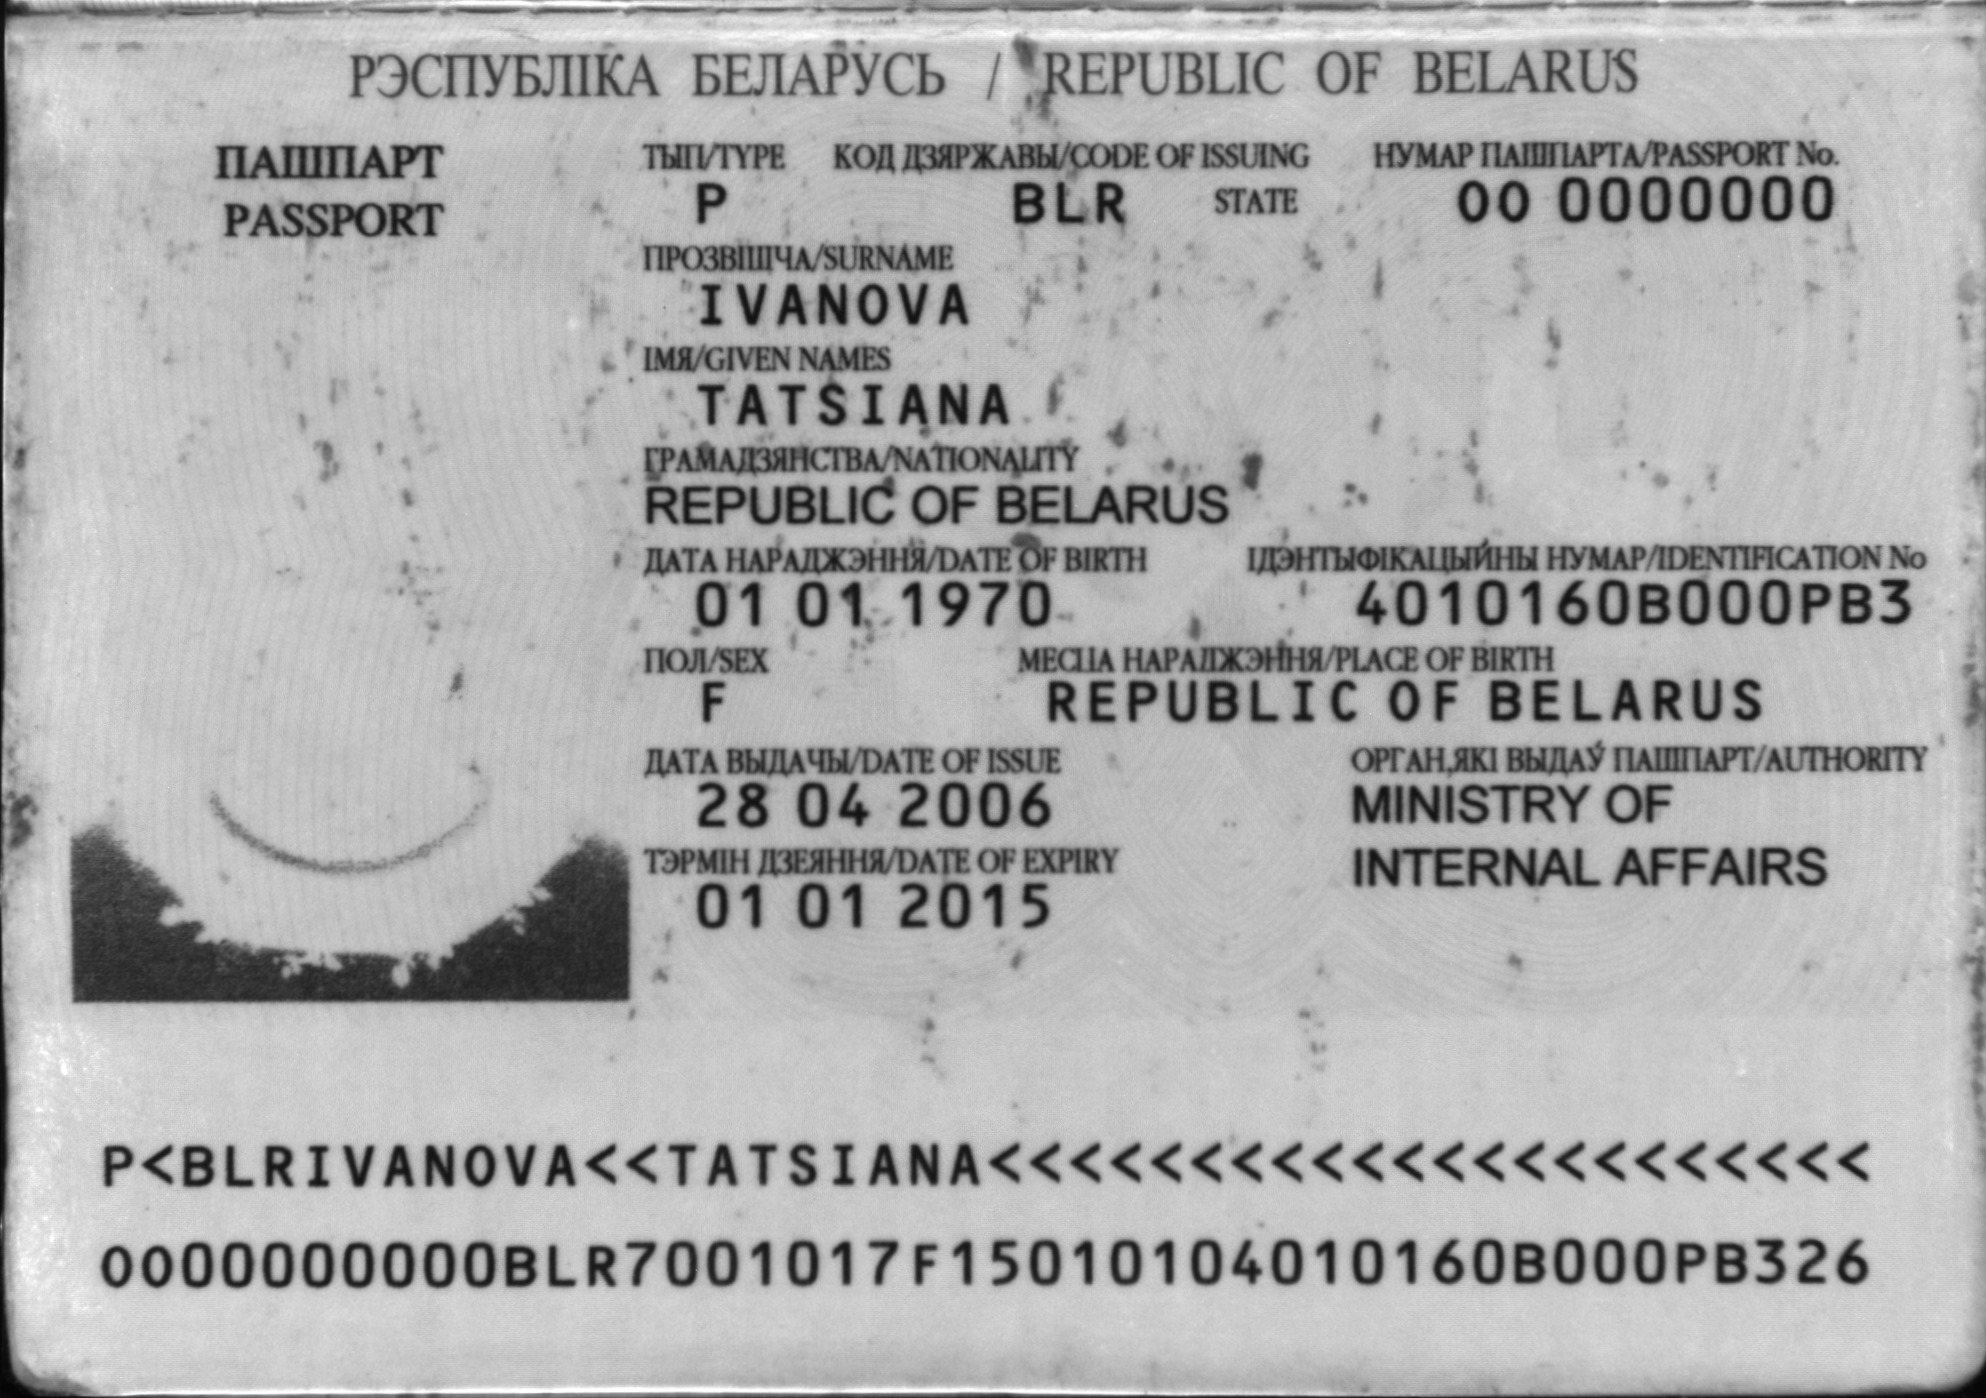 РЭСПУБЛІКА БЕЛАРУСЬ / REPUBLIC OF BELARUS
ПАШПАРТ
PASSPORT
ТЫП/TYPE КОД ДЗЯРЖАВЫ/CODE OF ISSUING STATE НУМАР ПАШПАРТА/PASSPORT No.
P BLR OO 0000000
ПРОЗВІШЧА/SURNAME
IVANOVA
ІМЯ/GIVEN NAMES
TATSIANA
ГРАМАДЗЯНСТВА/NATIONALITY
REPUBLIC OF BELARUS
ДАТА НАРАДЖЭННЯ/DATE OF BIRTH ІДЭНТЫФІКАЦЫЙНЫ НУМАР/IDENTIFICATION No
01 01 1970 4010160B000PB3
ПОЛ/SEX МЕСЦА НАРАДЖЭННЯ/PLACE OF BIRTH
F REPUBLIC OF BELARUS
ДАТА ВЫДАЧЫ/DATE OF ISSUE ОРГАН,ЯКІ ВЫДАЎ ПАШПАРТ/AUTHORITY
28 04 2006 MINISTRY OF
INTERNAL AFFAIRS
ТЭРМІН ДЗЕЯННЯ/DATE OF EXPIRY
01 01 2015
P<BLRIVANOVA<<TATSIANA<<<<<<<<<<<<<<<<<<<<<<
OO00000000BLR7001017F15010104010160B000PB326